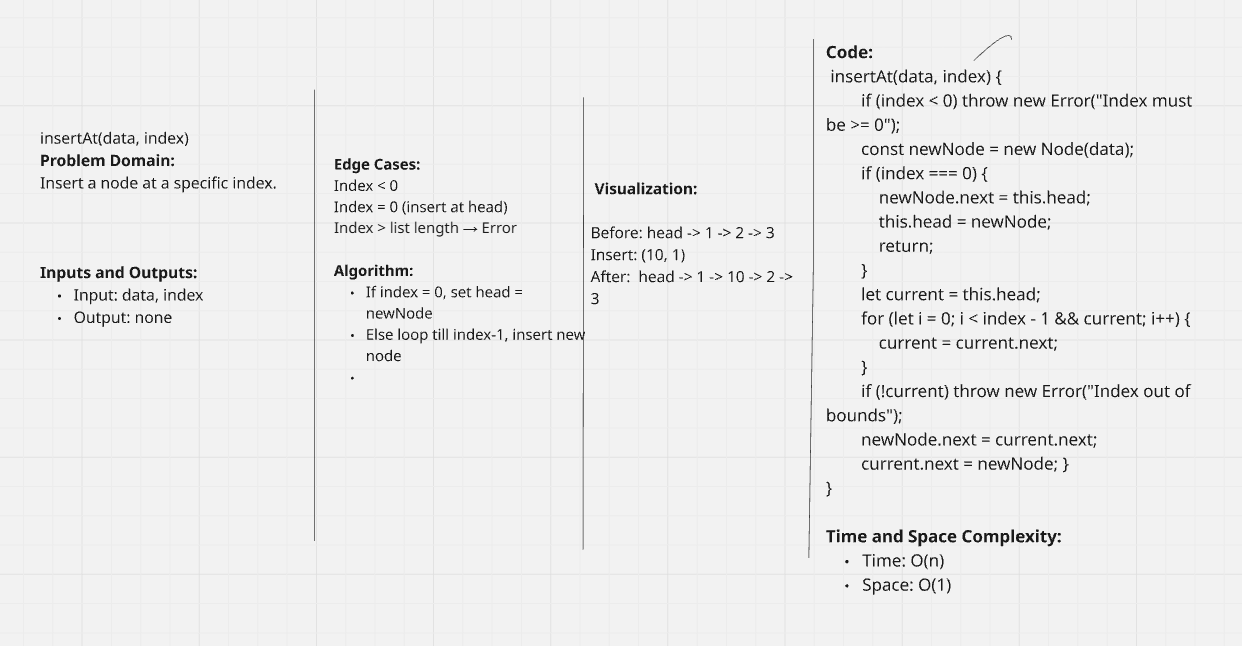 insertAt(data, index)
Problem Domain:
Insert a node at a specific index.
Inputs and Outputs:
• Input: data, index
• Output: none
Edge Cases:
Index < 0
Index = 0 (insert at head)
Index > list length → Error
Algorithm:
• If index = 0, set head =
newNode
• Else loop till index-1, insert new
node
•
Visualization:
Before: head -> 1 -> 2 -> 3
Insert: (10, 1)
After:  head -> 1 -> 10 -> 2 ->
3
Code:
insertAt(data, index) {
if (index < 0) throw new Error("Index must
be >= 0");
const newNode = new Node(data);
if (index === 0) {
newNode.next = this.head;
this.head = newNode;
return;
}
let current = this.head;
for (let i = 0; i < index - 1 && current; i++) {
current = current.next;
}
if (!current) throw new Error("Index out of
bounds");
newNode.next = current.next;
current.next = newNode; }
}
Time and Space Complexity:
• Time: O(n)
• Space: O(1)